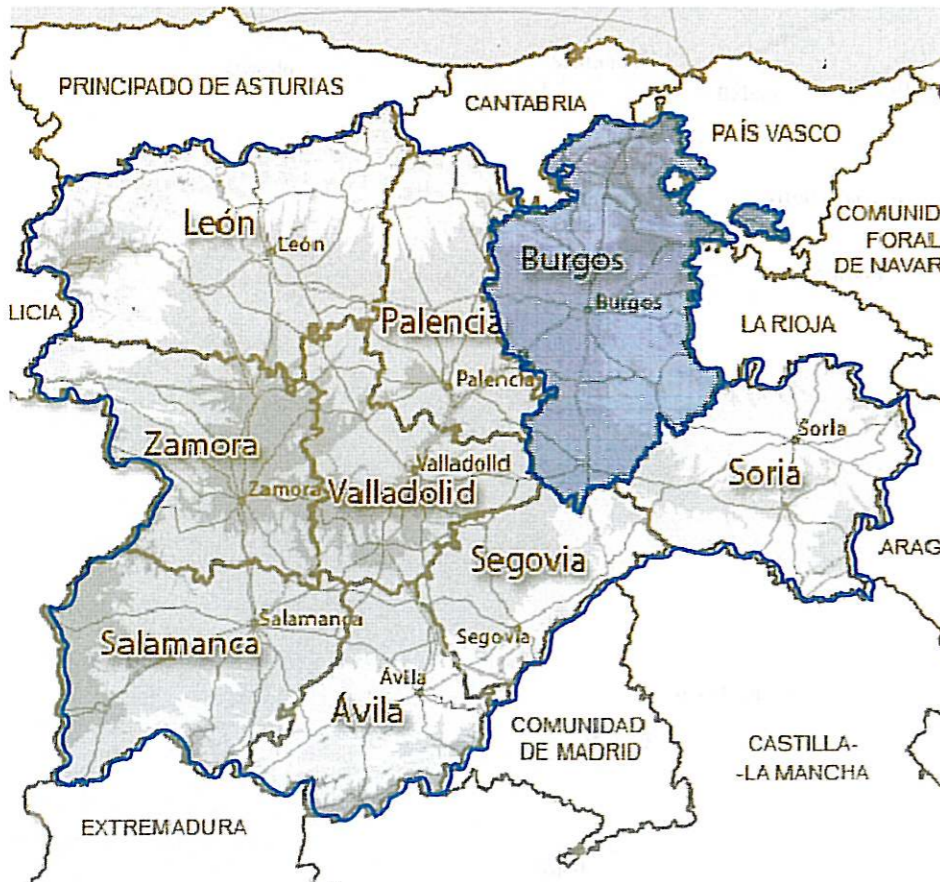 PRINCIPADO DE ASTURIAS
CANTABRIA
PAÍS VASCO
COMUNID
FORAL
DE NAVAR
León
León
Burgos
Burgos
LICIA
Palencia
Palencia
LA RIOJA
Zamora
Zamora
Valladolid
Valladolid
Soria
Soria
ARAG
Segovia
Segovia
Salamanca
Salamanca
Ávila
Ávila
COMUNIDAD
DE MADRID
CASTILLA-
-LA MANCHA
EXTREMADURA